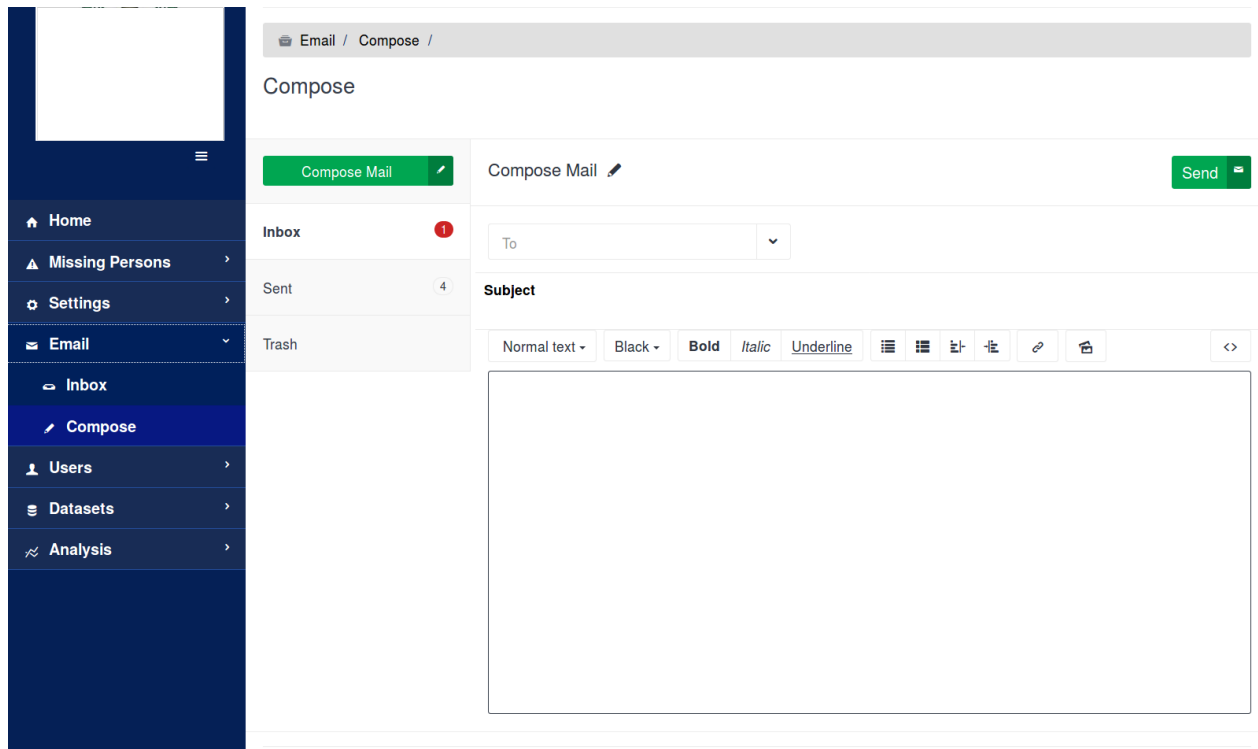 Email / Compose /
Compose
Compose Mail
Compose Mail
Send
Home
Inbox 1
To
Missing Persons
Settings
Sent 4
Subject
Email
Trash
Normal text Black Bold Italic Underline <>
Inbox
Compose
Users
Datasets
Analysis